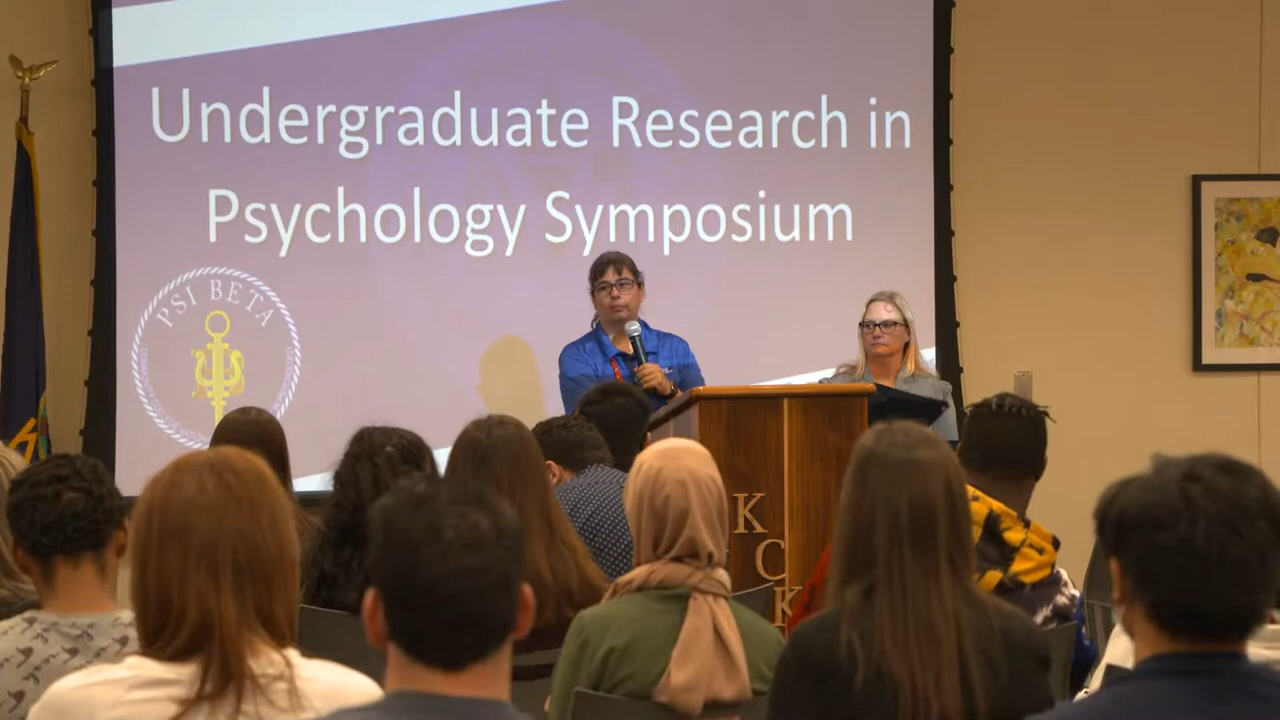 Undergraduate Research in
Psychology Symposium
PSI BETA
K
C
K